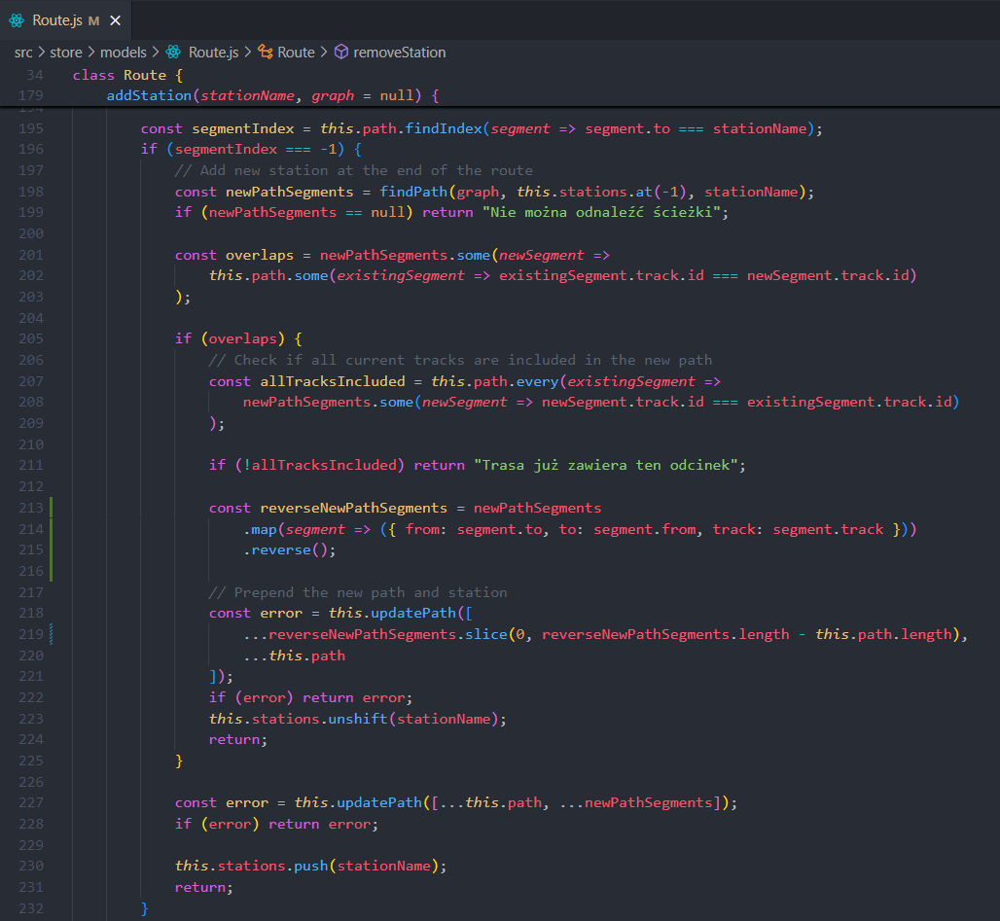 Route.js M
src > store > models > Route.js > Route > removeStation
34 class Route {
179 addStation(stationName, graph = null) {
195 const segmentIndex = this.path.findIndex(segment => segment.to === stationName);
196 if (segmentIndex === -1) {
197 // Add new station at the end of the route
198 const newPathSegments = findPath(graph, this.stations.at(-1), stationName);
199 if (newPathSegments == null) return "Nie można odnaleźć ścieżki";
200
201 const overlaps = newPathSegments.some(newSegment =>
202 this.path.some(existingSegment => existingSegment.track.id === newSegment.track.id)
203 );
204
205 if (overlaps) {
206 // Check if all current tracks are included in the new path
207 const allTracksIncluded = this.path.every(existingSegment =>
208 newPathSegments.some(newSegment => newSegment.track.id === existingSegment.track.id)
209 );
210
211 if (!allTracksIncluded) return "Trasa już zawiera ten odcinek";
212
213 const reverseNewPathSegments = newPathSegments
214 .map(segment => ({ from: segment.to, to: segment.from, track: segment.track }))
215 .reverse();
216
217 // Prepend the new path and station
218 const error = this.updatePath([
219 ...reverseNewPathSegments.slice(0, reverseNewPathSegments.length - this.path.length),
220 ...this.path
221 ]);
222 if (error) return error;
223 this.stations.unshift(stationName);
224 return;
225 }
226
227 const error = this.updatePath([...this.path, ...newPathSegments]);
228 if (error) return error;
229
230 this.stations.push(stationName);
231 return;
232 }